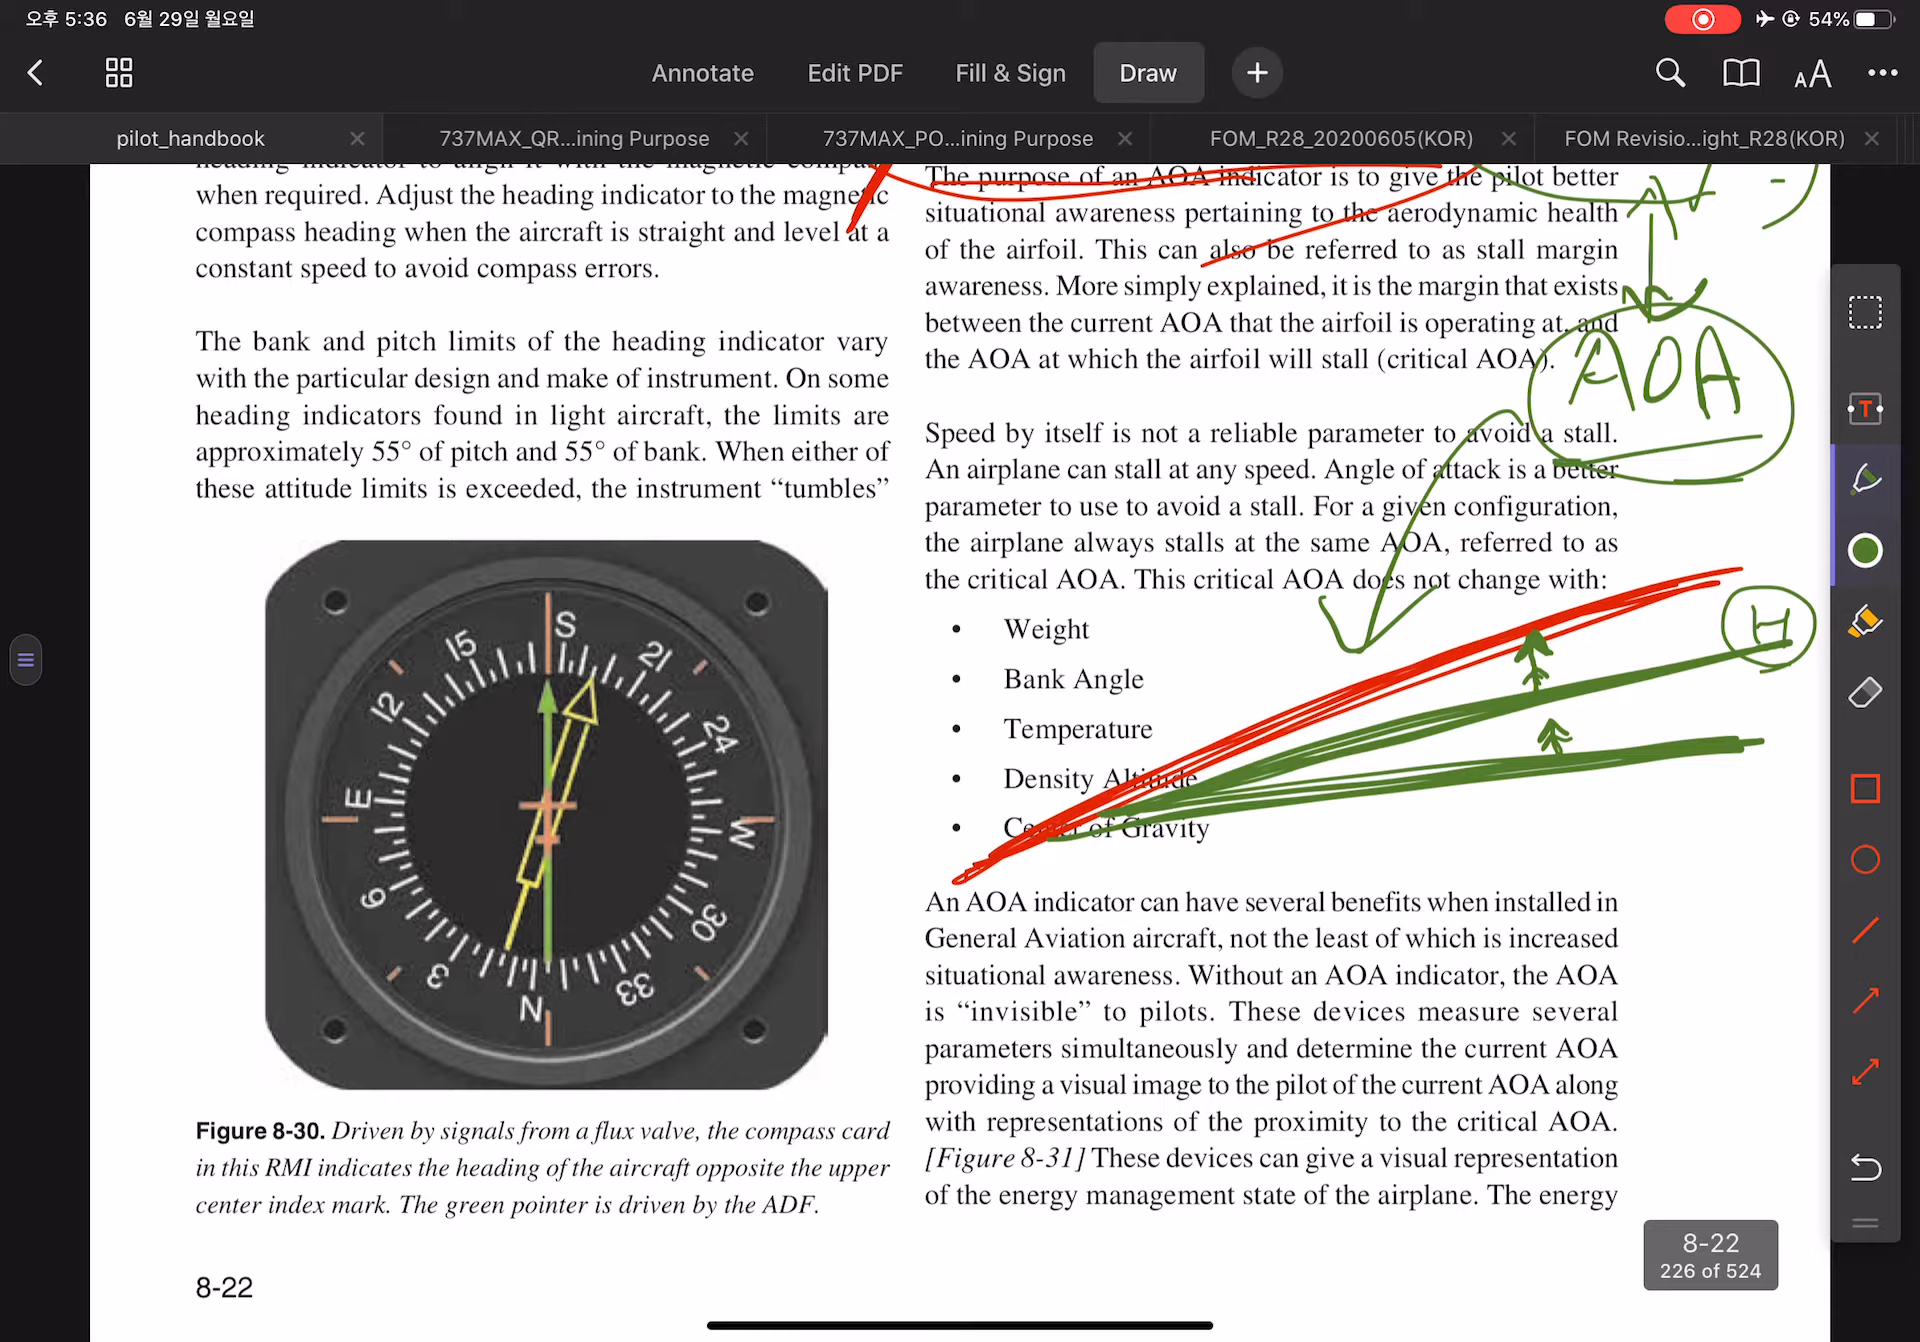 오후 5:36 6월 29일 월요일
54%
Annotate Edit PDF Fill & Sign Draw
AA
pilot_handbook
737MAX_QR...ining Purpose
737MAX_PO...ining Purpose
FOM_R28_20200605(KOR)
FOM Revisio...ight_R28(KOR)
heading indicator to align it with the magnetic compass
when required. Adjust the heading indicator to the magnetic
compass heading when the aircraft is straight and level at a
constant speed to avoid compass errors.
The bank and pitch limits of the heading indicator vary
with the particular design and make of instrument. On some
heading indicators found in light aircraft, the limits are
approximately 55° of pitch and 55° of bank. When either of
these attitude limits is exceeded, the instrument “tumbles”
S
21
24
W
30
33
N
3
6
E
12
15
Figure 8-30. Driven by signals from a flux valve, the compass card
in this RMI indicates the heading of the aircraft opposite the upper
center index mark. The green pointer is driven by the ADF.
8-22
The purpose of an AOA indicator is to give the pilot better
situational awareness pertaining to the aerodynamic health
of the airfoil. This can also be referred to as stall margin
awareness. More simply explained, it is the margin that exists
between the current AOA that the airfoil is operating at, and
the AOA at which the airfoil will stall (critical AOA).
AOA
Speed by itself is not a reliable parameter to avoid a stall.
An airplane can stall at any speed. Angle of attack is a better
parameter to use to avoid a stall. For a given configuration,
the airplane always stalls at the same AOA, referred to as
the critical AOA. This critical AOA does not change with:
• Weight
• Bank Angle
• Temperature
• Density Altitude
• Center of Gravity
An AOA indicator can have several benefits when installed in
General Aviation aircraft, not the least of which is increased
situational awareness. Without an AOA indicator, the AOA
is “invisible” to pilots. These devices measure several
parameters simultaneously and determine the current AOA
providing a visual image to the pilot of the current AOA along
with representations of the proximity to the critical AOA.
[Figure 8-31] These devices can give a visual representation
of the energy management state of the airplane. The energy
T
8-22
226 of 524